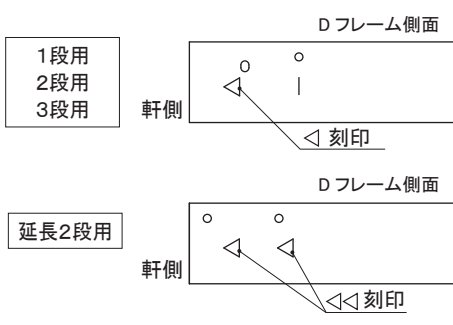 Dフレーム側面
1段用
2段用
3段用
軒側
◁ 刻印
Dフレーム側面
延長2段用
軒側
◁◁ 刻印